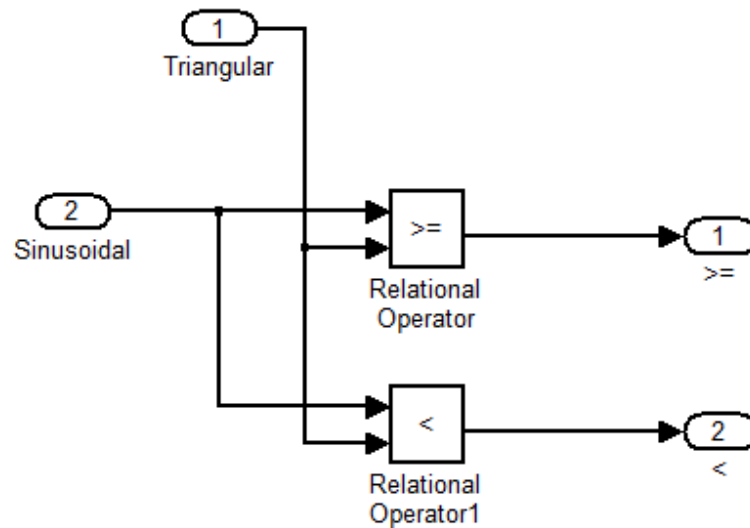 1
Triangular
2
Sinusoidal
>=
Relational
Operator
1
>=
<
Relational
Operator1
2
<